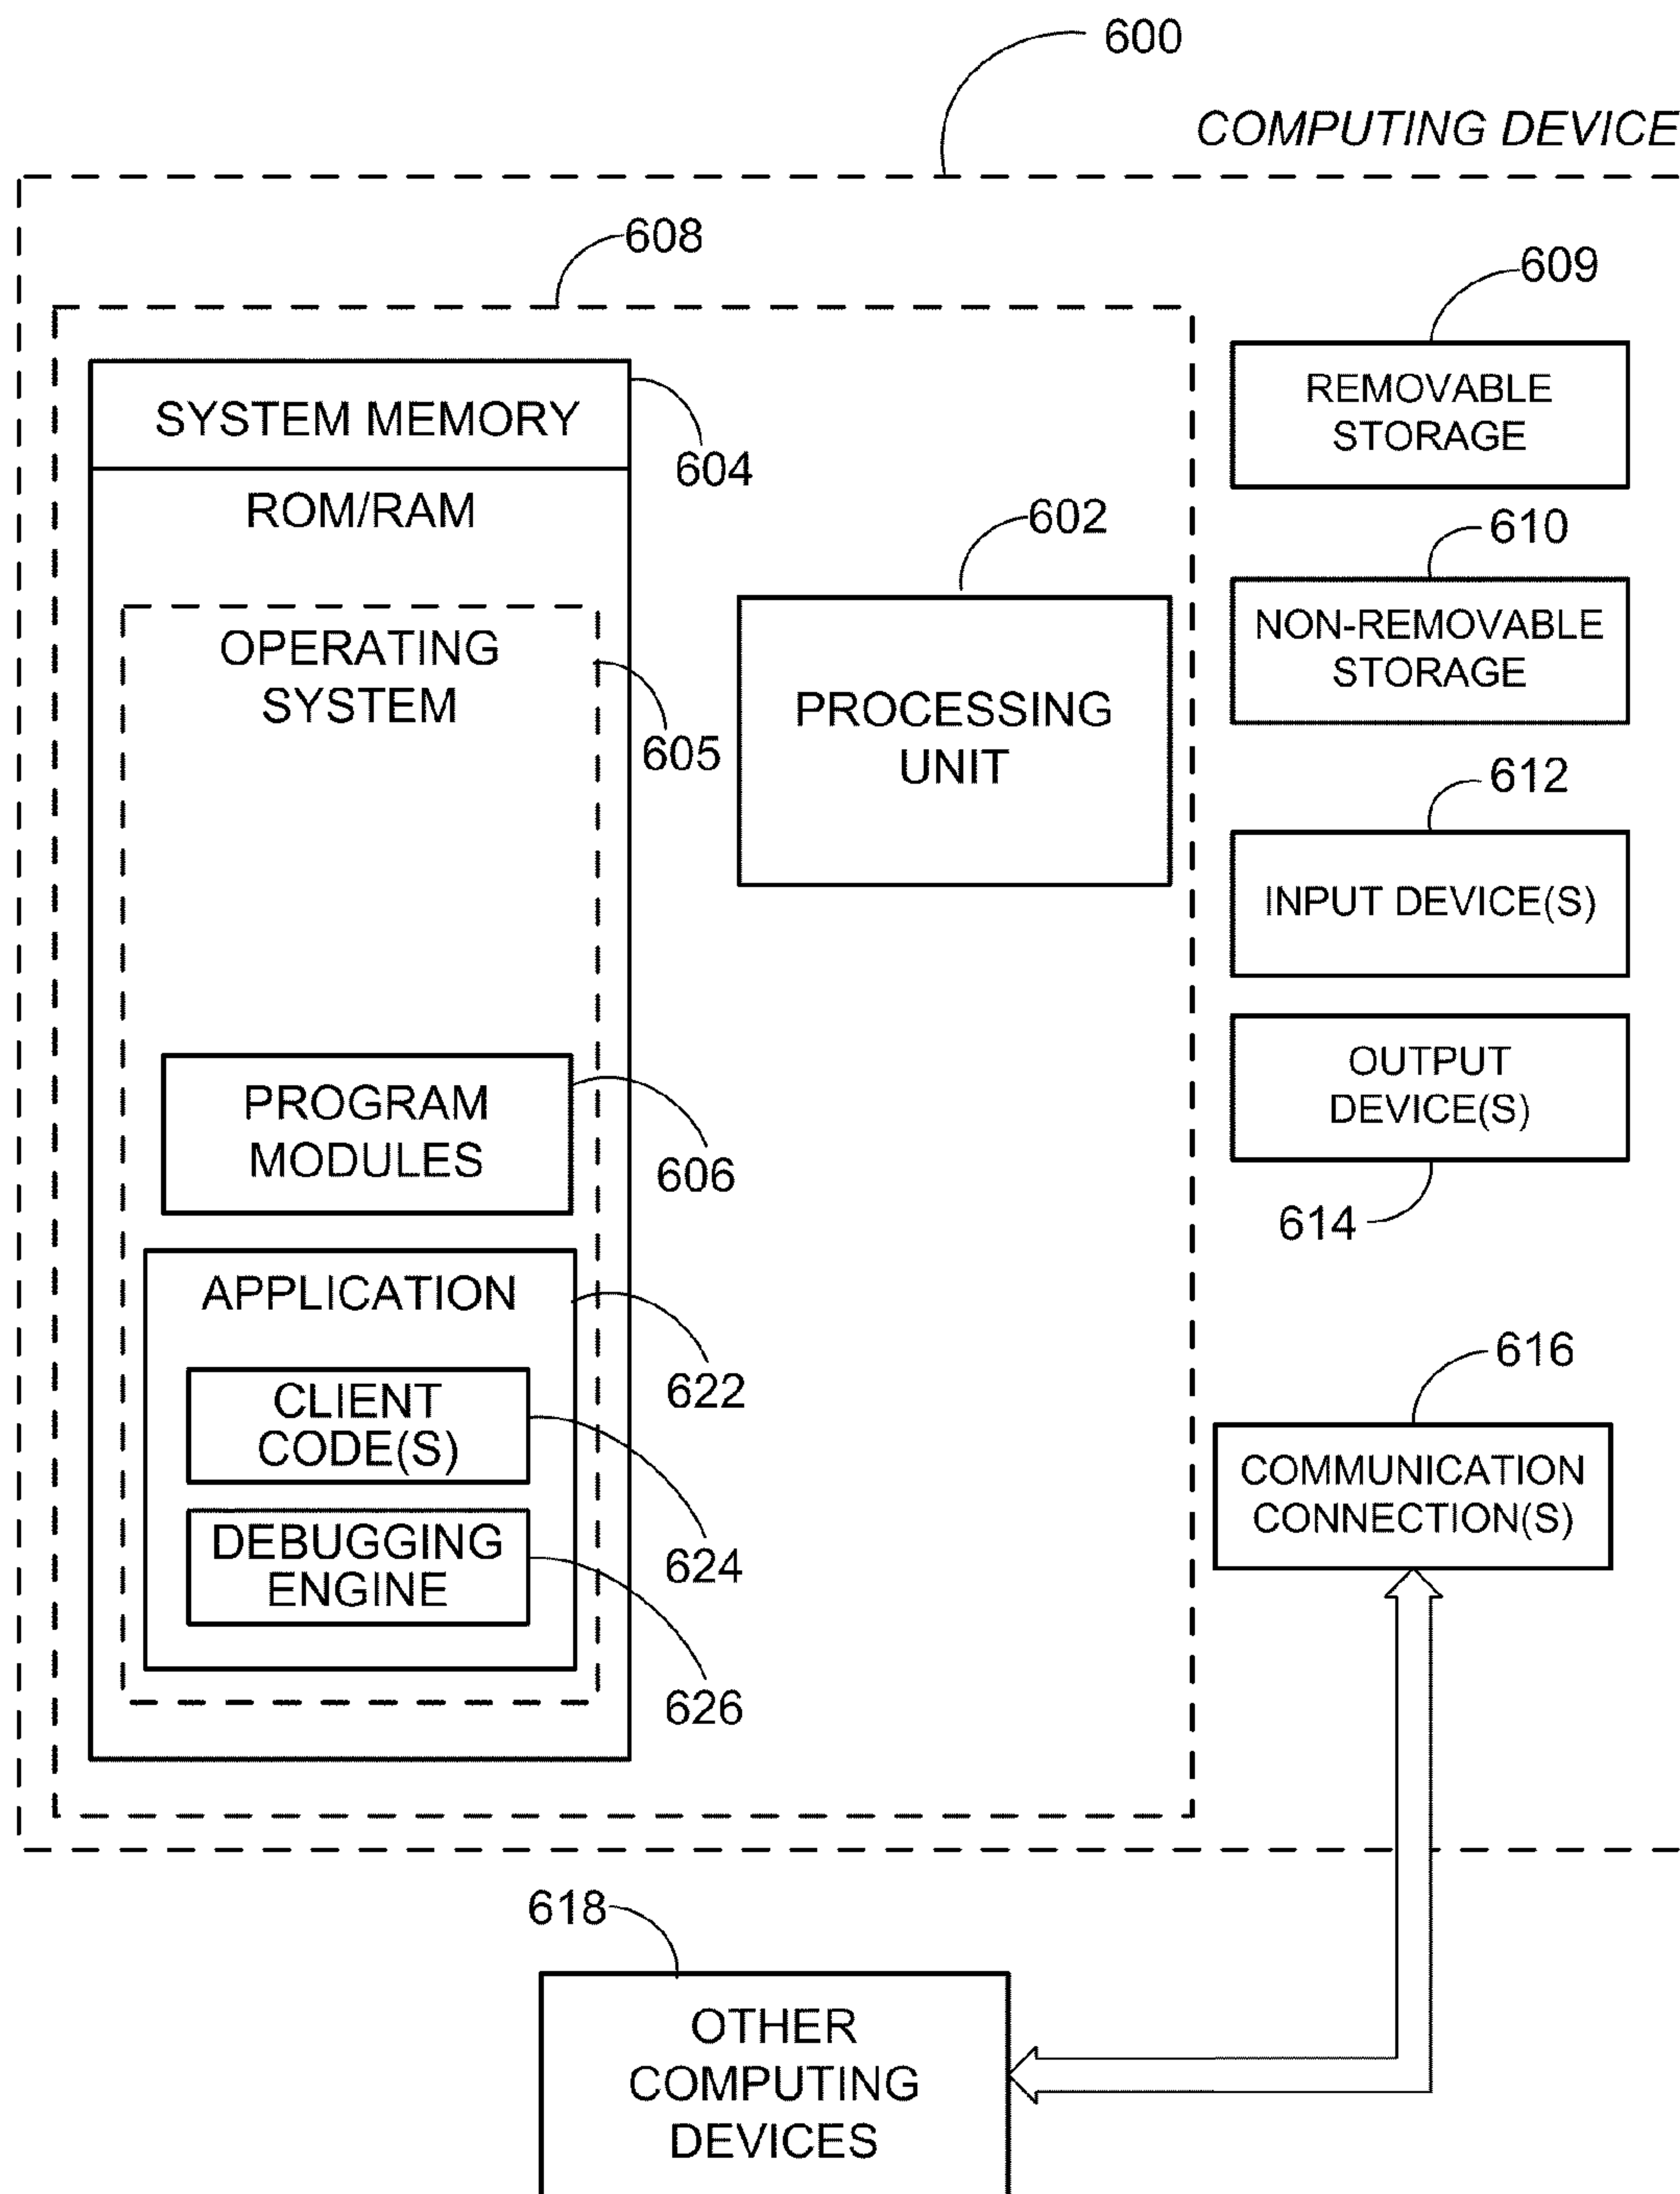 600
COMPUTING DEVICE
608
609
SYSTEM MEMORY
604
ROM/RAM
OPERATING
SYSTEM
605
602
PROCESSING
UNIT
REMOVABLE
STORAGE
610
NON-REMOVABLE
STORAGE
612
INPUT DEVICE(S)
OUTPUT
DEVICE(S)
614
PROGRAM
MODULES
606
APPLICATION
622
CLIENT
CODE(S)
624
DEBUGGING
ENGINE
626
616
COMMUNICATION
CONNECTION(S)
618
OTHER
COMPUTING
DEVICES